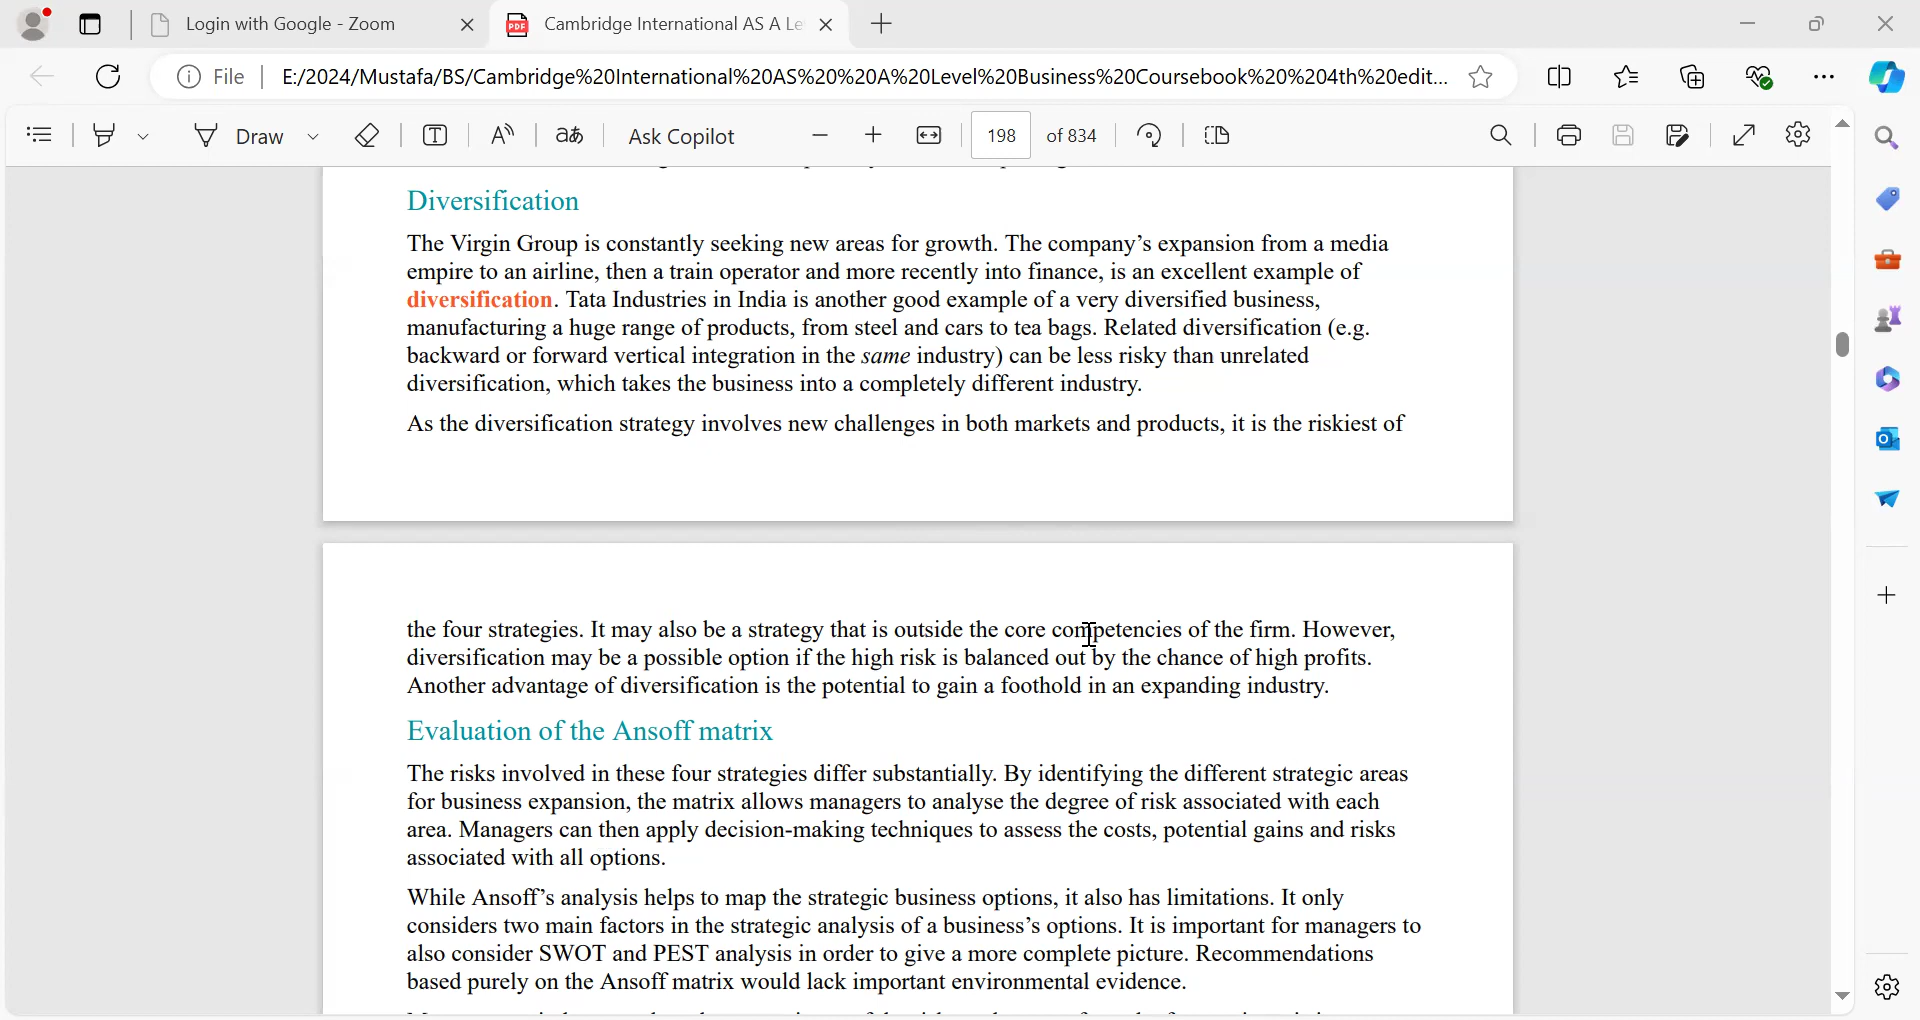 Login with Google - Zoom
Cambridge International AS A Le
File
E:/2024/Mustafa/BS/Cambridge%20International%20AS%20%20A%20Level%20Business%20Coursebook%20%204th%20edit...
Draw
Ask Copilot
198 of 834
Diversification
The Virgin Group is constantly seeking new areas for growth. The company’s expansion from a media
empire to an airline, then a train operator and more recently into finance, is an excellent example of
diversification. Tata Industries in India is another good example of a very diversified business,
manufacturing a huge range of products, from steel and cars to tea bags. Related diversification (e.g.
backward or forward vertical integration in the same industry) can be less risky than unrelated
diversification, which takes the business into a completely different industry.
As the diversification strategy involves new challenges in both markets and products, it is the riskiest of
the four strategies. It may also be a strategy that is outside the core competencies of the firm. However,
diversification may be a possible option if the high risk is balanced out by the chance of high profits.
Another advantage of diversification is the potential to gain a foothold in an expanding industry.
Evaluation of the Ansoff matrix
The risks involved in these four strategies differ substantially. By identifying the different strategic areas
for business expansion, the matrix allows managers to analyse the degree of risk associated with each
area. Managers can then apply decision-making techniques to assess the costs, potential gains and risks
associated with all options.
While Ansoff’s analysis helps to map the strategic business options, it also has limitations. It only
considers two main factors in the strategic analysis of a business’s options. It is important for managers to
also consider SWOT and PEST analysis in order to give a more complete picture. Recommendations
based purely on the Ansoff matrix would lack important environmental evidence.